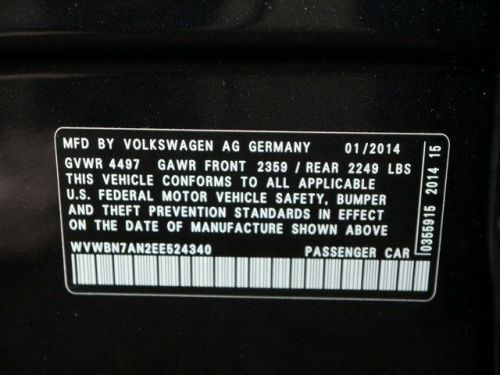 MFD BY VOLKSWAGEN AG GERMANY 01/2014
GVWR 4497 GAWR FRONT 2359 / REAR 2249 LBS
THIS VEHICLE CONFORMS TO ALL APPLICABLE
U.S. FEDERAL MOTOR VEHICLE SAFETY, BUMPER
AND THEFT PREVENTION STANDARDS IN EFFECT
ON THE DATE OF MANUFACTURE SHOWN ABOVE
WVWBN7AN2EE524340 PASSENGER CAR
0355915 2014 15